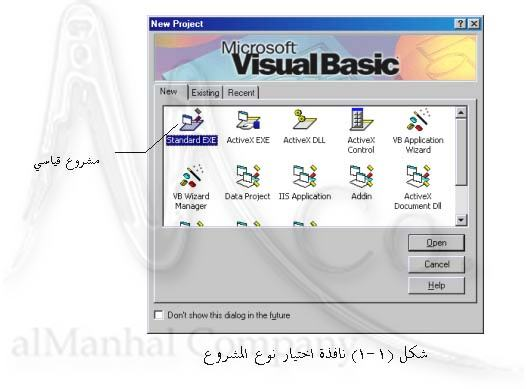 New Project
Microsoft
Visual Basic
New Existing Recent
Standard EXE ActiveX EXE ActiveX DLL ActiveX Control VB Application Wizard
VB Wizard Manager Data Project IIS Application Addin ActiveX Document Dll
مشروع قياسي
Open
Cancel
Help
Don't show this dialog in the future
شكل (١-١) نافذة اختيار نوع المشروع
alManhal Company